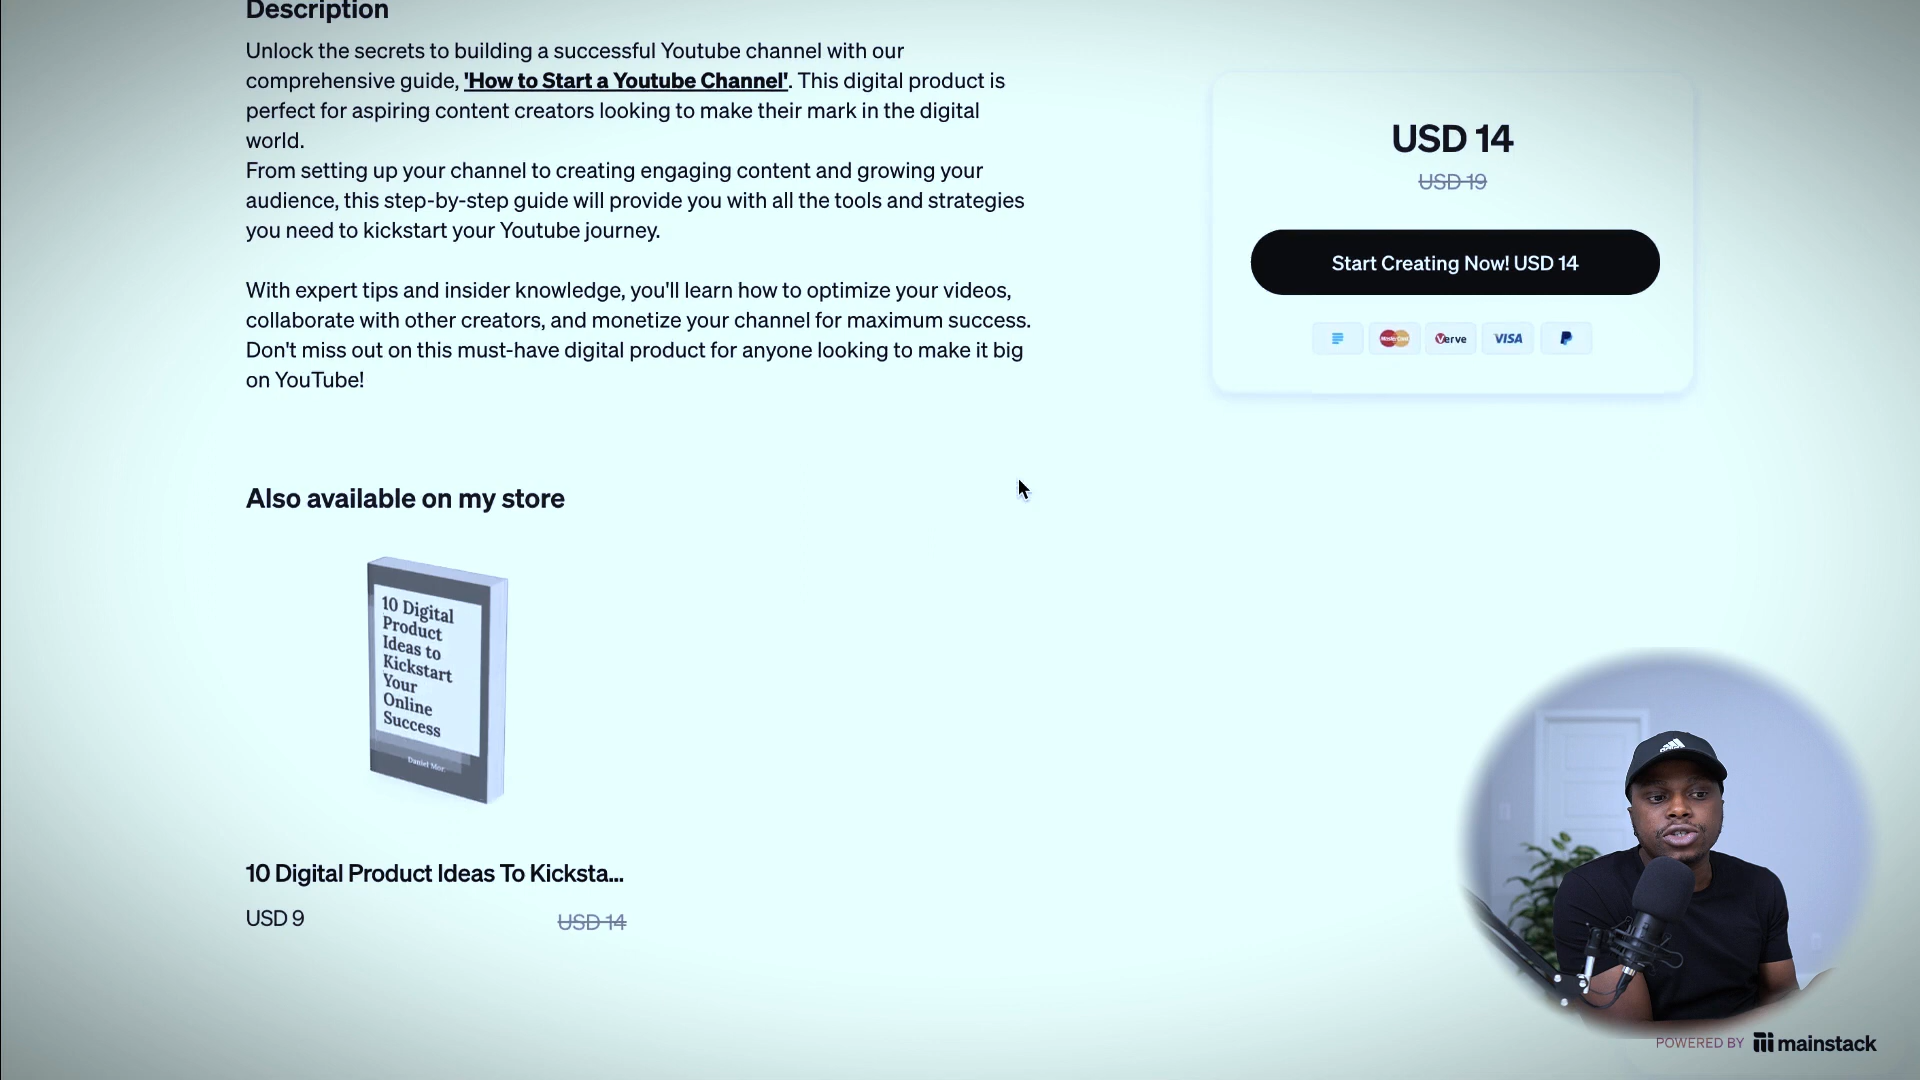 Description
Unlock the secrets to building a successful Youtube channel with our
comprehensive guide, 'How to Start a Youtube Channel'. This digital product is
perfect for aspiring content creators looking to make their mark in the digital
world.
From setting up your channel to creating engaging content and growing your
audience, this step-by-step guide will provide you with all the tools and strategies
you need to kickstart your Youtube journey.
With expert tips and insider knowledge, you'll learn how to optimize your videos,
collaborate with other creators, and monetize your channel for maximum success.
Don't miss out on this must-have digital product for anyone looking to make it big
on YouTube!
USD 14
USD 19
Start Creating Now! USD 14
MasterCard
Verve
VISA
Also available on my store
10 Digital
Product
Ideas to
Kickstart
Your
Online
Success
Daniel Mor.
10 Digital Product Ideas To Kicksta...
USD 9
USD 14
POWERED BY mainstack